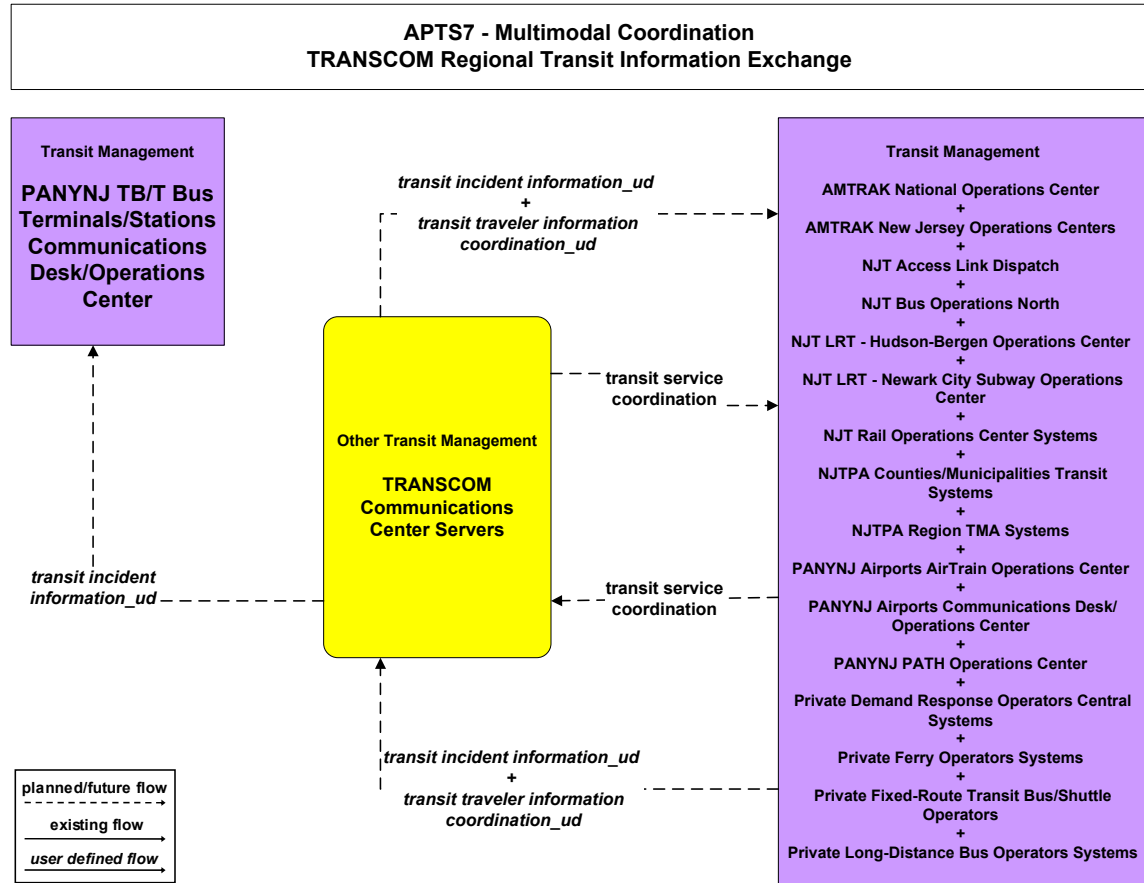 APTS7 - Multimodal Coordination
TRANSCOM Regional Transit Information Exchange
Transit Management
PANYNJ TB/T Bus
Terminals/Stations
Communications
Desk/Operations
Center
transit incident information_ud
+
transit traveler information
coordination_ud
transit service
coordination
Other Transit Management
TRANSCOM
Communications
Center Servers
transit incident
information_ud
transit service
coordination
transit incident information_ud
+
transit traveler information
coordination_ud
Transit Management
AMTRAK National Operations Center
+
AMTRAK New Jersey Operations Centers
+
NJT Access Link Dispatch
+
NJT Bus Operations North
+
NJT LRT - Hudson-Bergen Operations Center
+
NJT LRT - Newark City Subway Operations
Center
+
NJT Rail Operations Center Systems
+
NJTPA Counties/Municipalities Transit
Systems
+
NJTPA Region TMA Systems
+
PANYNJ Airports AirTrain Operations Center
+
PANYNJ Airports Communications Desk/
Operations Center
+
PANYNJ PATH Operations Center
+
Private Demand Response Operators Central
Systems
+
Private Ferry Operators Systems
+
Private Fixed-Route Transit Bus/Shuttle
Operators
+
Private Long-Distance Bus Operators Systems
planned/future flow
existing flow
user defined flow